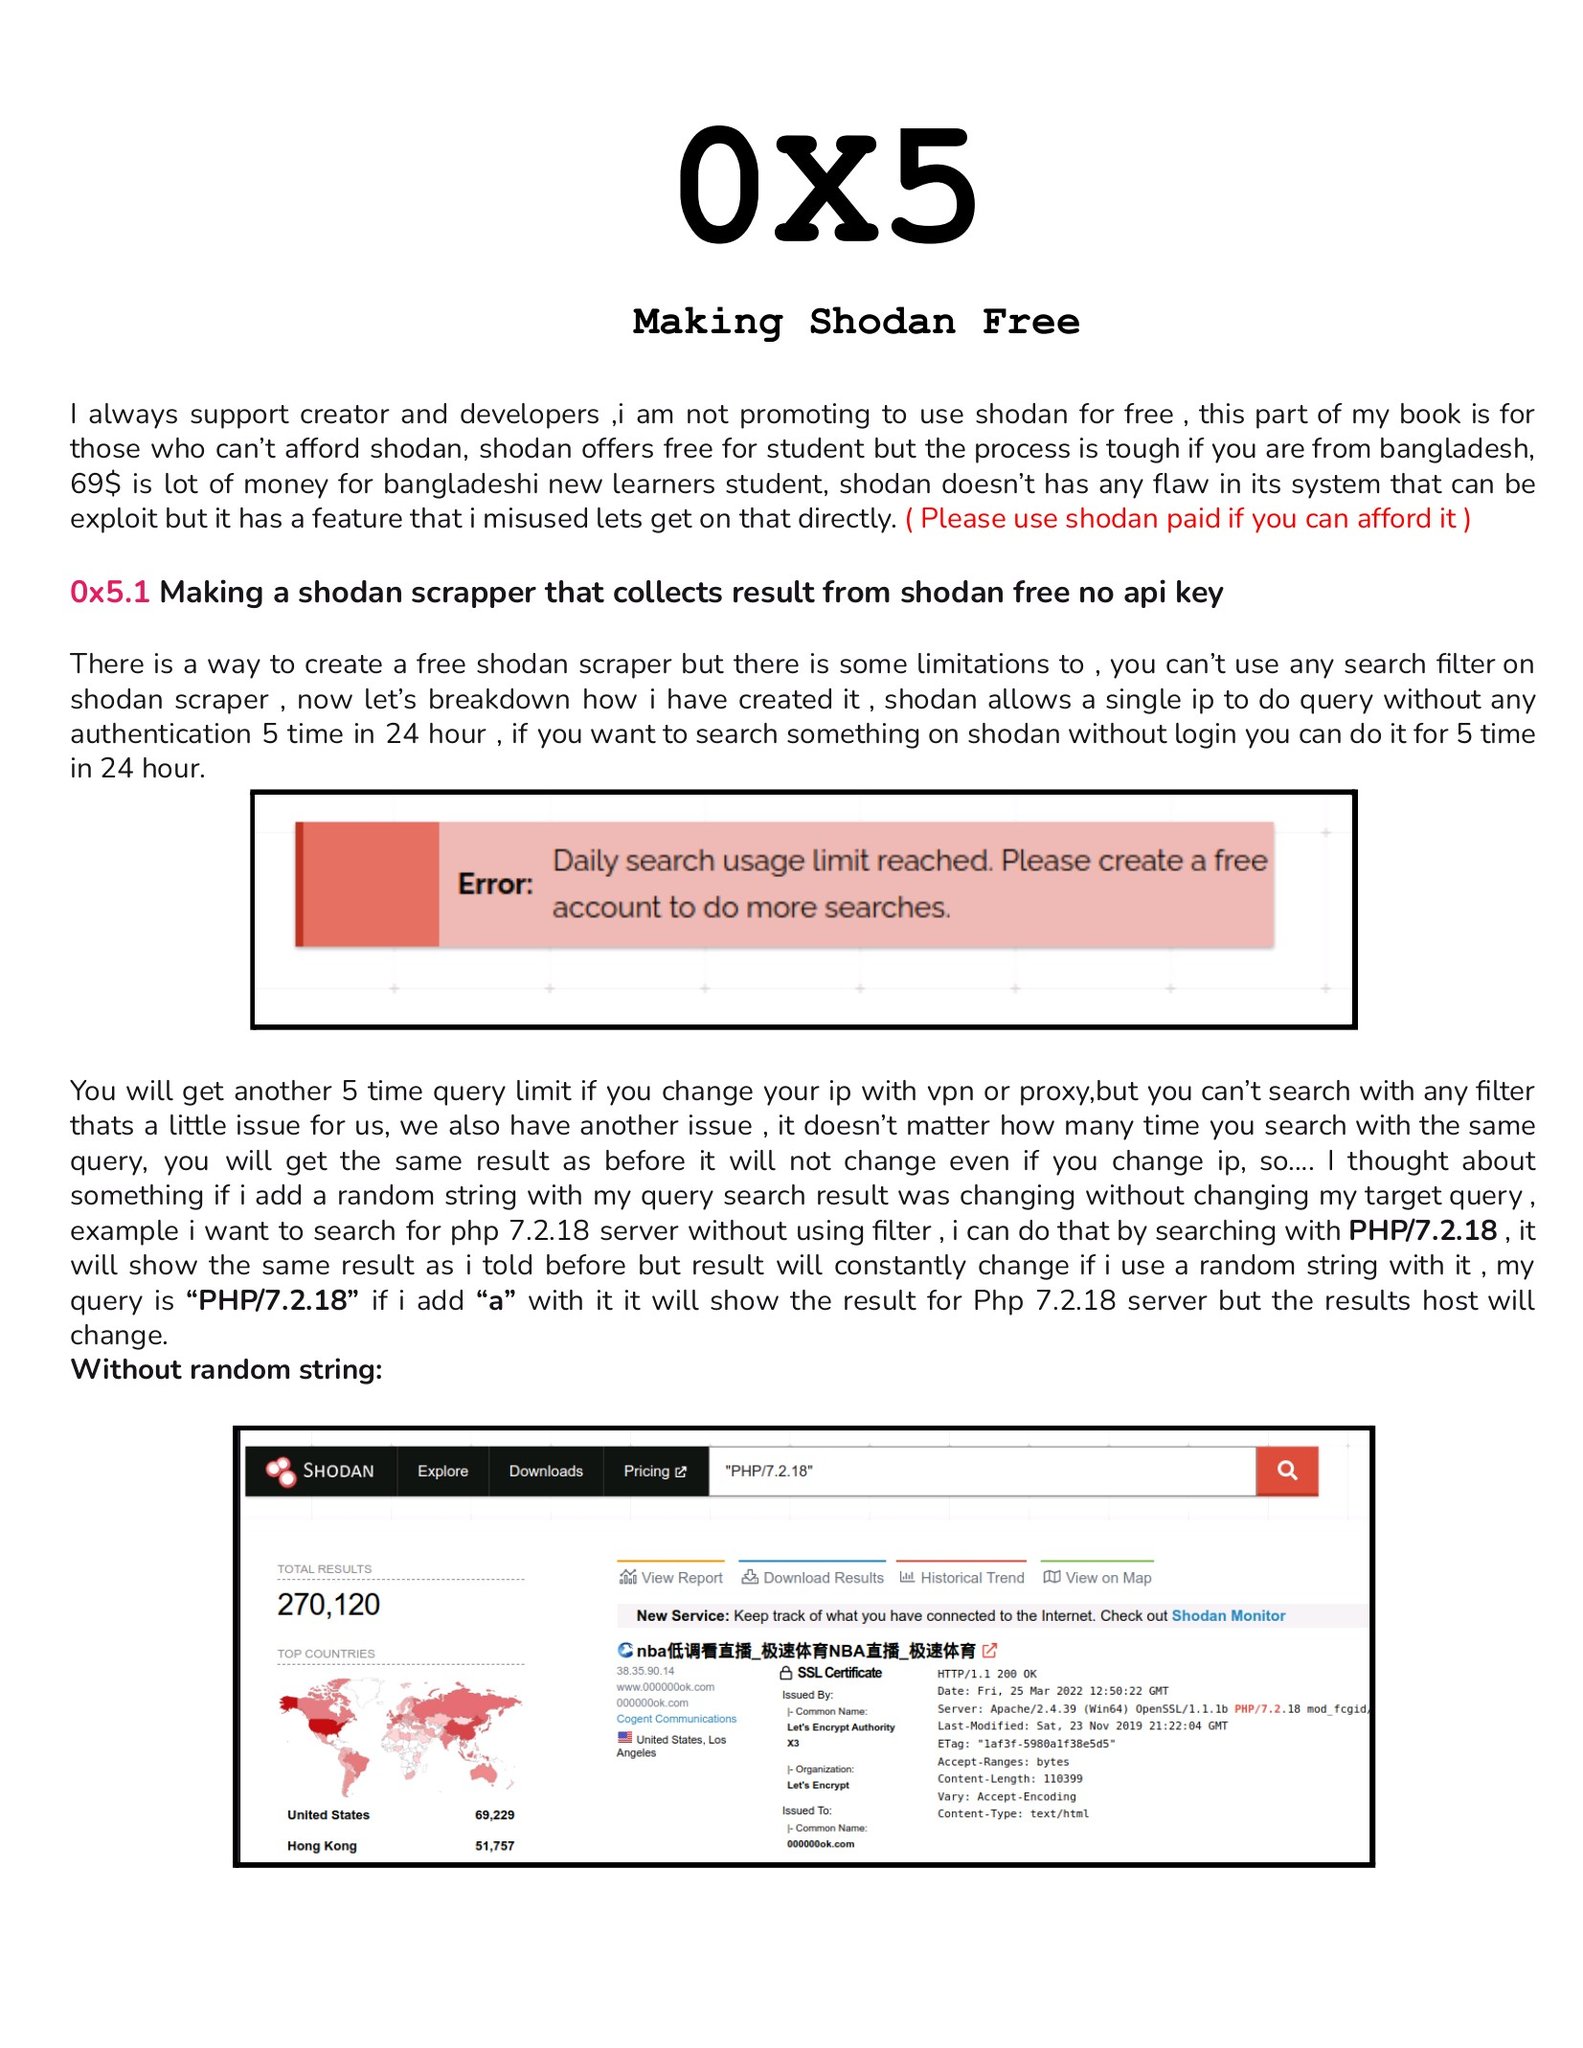 0X5
Making Shodan Free
I always support creator and developers ,i am not promoting to use shodan for free , this part of my book is for
those who can't afford shodan, shodan offers free for student but the process is tough if you are from bangladesh,
69$ is lot of money for bangladeshi new learners student, shodan doesn't has any flaw in its system that can be
exploit but it has a feature that i misused lets get on that directly. ( Please use shodan paid if you can afford it )
0x5.1 Making a shodan scrapper that collects result from shodan free no api key
There is a way to create a free shodan scraper but there is some limitations to , you can't use any search filter on
shodan scraper , now let's breakdown how i have created it , shodan allows a single ip to do query without any
authentication 5 time in 24 hour , if you want to search something on shodan without login you can do it for 5 time
in 24 hour.
Error: Daily search usage limit reached. Please create a free
account to do more searches.
You will get another 5 time query limit if you change your ip with vpn or proxy,but you can't search with any filter
thats a little issue for us, we also have another issue , it doesn't matter how many time you search with the same
query, you will get the same result as before it will not change even if you change ip, so.... I thought about
something if i add a random string with my query search result was changing without changing my target query ,
example i want to search for php 7.2.18 server without using filter , i can do that by searching with PHP/7.2.18 , it
will show the same result as i told before but result will constantly change if i use a random string with it , my
query is “PHP/7.2.18” if i add “a” with it it will show the result for Php 7.2.18 server but the results host will
change.
Without random string:
SHODAN Explore Downloads Pricing "PHP/7.2.18"
TOTAL RESULTS
270,120
TOP COUNTRIES
United States 69,229
Hong Kong 51,757
View Report Download Results Historical Trend View on Map
New Service: Keep track of what you have connected to the Internet. Check out Shodan Monitor
nba低调看直播_极速体育NBA直播_极速体育
38.35.90.14
www.000000ok.com
000000ok.com
Cogent Communications
United States, Los
Angeles
SSL Certificate
Issued By:
|- Common Name:
Let's Encrypt Authority
X3
|- Organization:
Let's Encrypt
Issued To:
|- Common Name:
000000ok.com
HTTP/1.1 200 OK
Date: Fri, 25 Mar 2022 12:50:22 GMT
Server: Apache/2.4.39 (Win64) OpenSSL/1.1.1b PHP/7.2.18 mod_fcgid/
Last-Modified: Sat, 23 Nov 2019 21:22:04 GMT
ETag: "1af3f-5980a1f38e5d5"
Accept-Ranges: bytes
Content-Length: 110399
Vary: Accept-Encoding
Content-Type: text/html